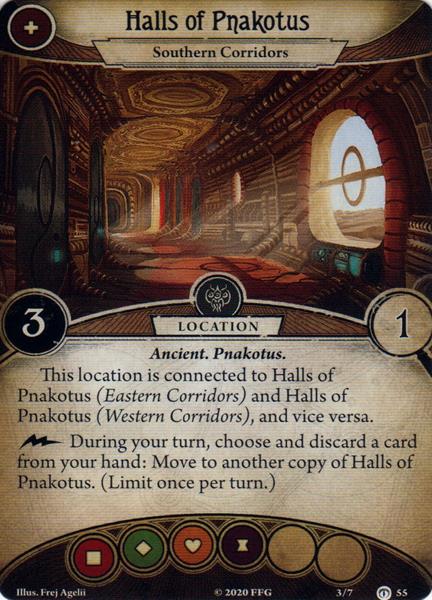 Halls of Pnakotus
Southern Corridors
3
1
LOCATION
Ancient. Pnakotus.
This location is connected to Halls of
Pnakotus (Eastern Corridors) and Halls of
Pnakotus (Western Corridors), and vice versa.
During your turn, choose and discard a card
from your hand: Move to another copy of Halls of
Pnakotus. (Limit once per turn.)
Illus. Frej Agelii
© 2020 FFG
3/7
55